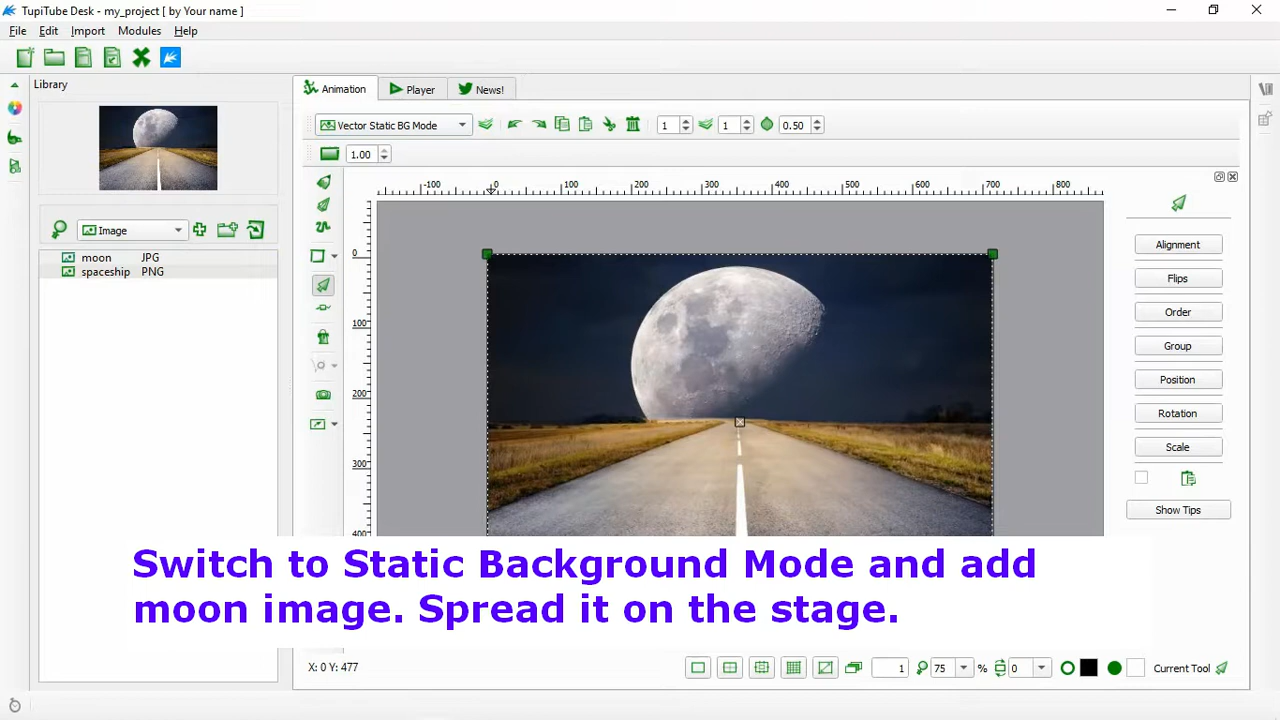 TupiTube Desk - my_project [ by Your name ]
File Edit Import Modules Help
Library
Animation Player News!
Vector Static BG Mode 1 1 0.50
1.00
-100 0 100 200 300 400 500 600 700 800
Image
moon JPG
spaceship PNG
0
100
200
300
400
Alignment
Flips
Order
Group
Position
Rotation
Scale
Show Tips
Switch to Static Background Mode and add
moon image. Spread it on the stage.
X: 0 Y: 477
1 75 % 0 Current Tool